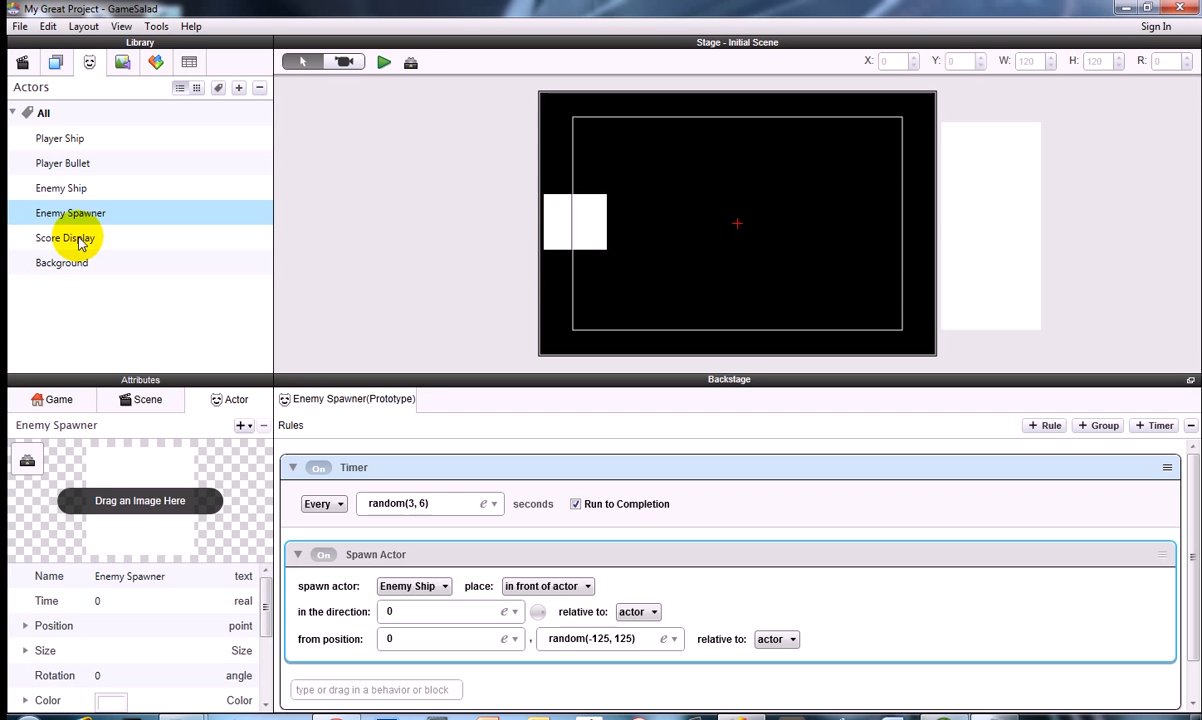 My Great Project - GameSalad
File Edit Layout View Tools Help Sign In
Library Stage - Initial Scene
X: 0 Y: 0 W: 120 H: 120 R: 0
Actors
All
Player Ship
Player Bullet
Enemy Ship
Enemy Spawner
Score Display
Background
Attributes Backstage
Game Scene Actor Enemy Spawner(Prototype)
Enemy Spawner Rules + Rule + Group + Timer
On Timer
Drag an Image Here Every random(3, 6) e seconds Run to Completion
On Spawn Actor
Name Enemy Spawner text spawn actor: Enemy Ship place: in front of actor
Time 0 real in the direction: 0 e relative to: actor
Position point from position: 0 e , random(-125, 125) e relative to: actor
Size Size
Rotation 0 angle type or drag in a behavior or block
Color Color